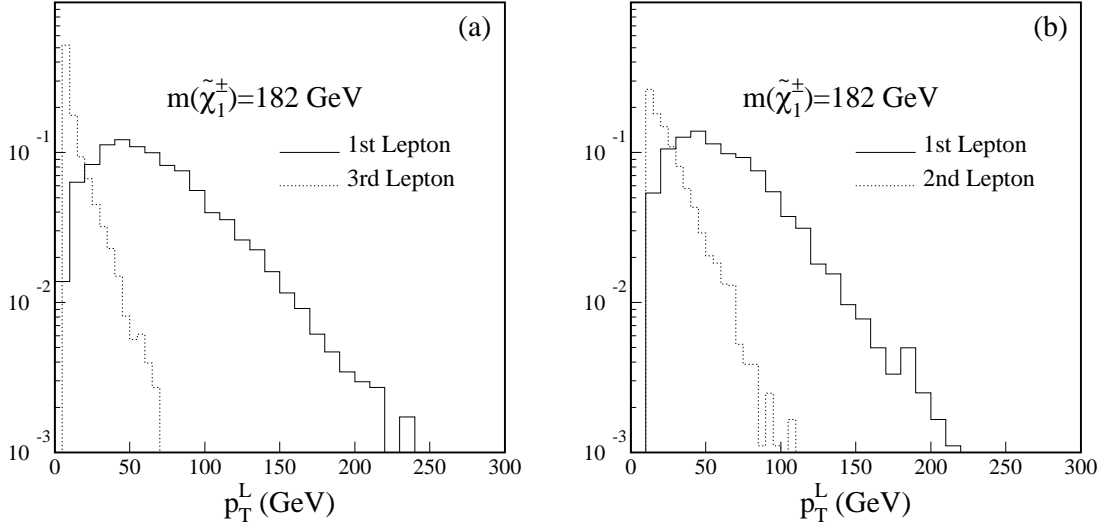 (a)
m(χ̃₁±)=182 GeV
1st Lepton
3rd Lepton
10⁻¹
10⁻²
10⁻³
0 50 100 150 200 250 300
p_T^L (GeV)
(b)
m(χ̃₁±)=182 GeV
1st Lepton
2nd Lepton
10⁻¹
10⁻²
10⁻³
0 50 100 150 200 250 300
p_T^L (GeV)